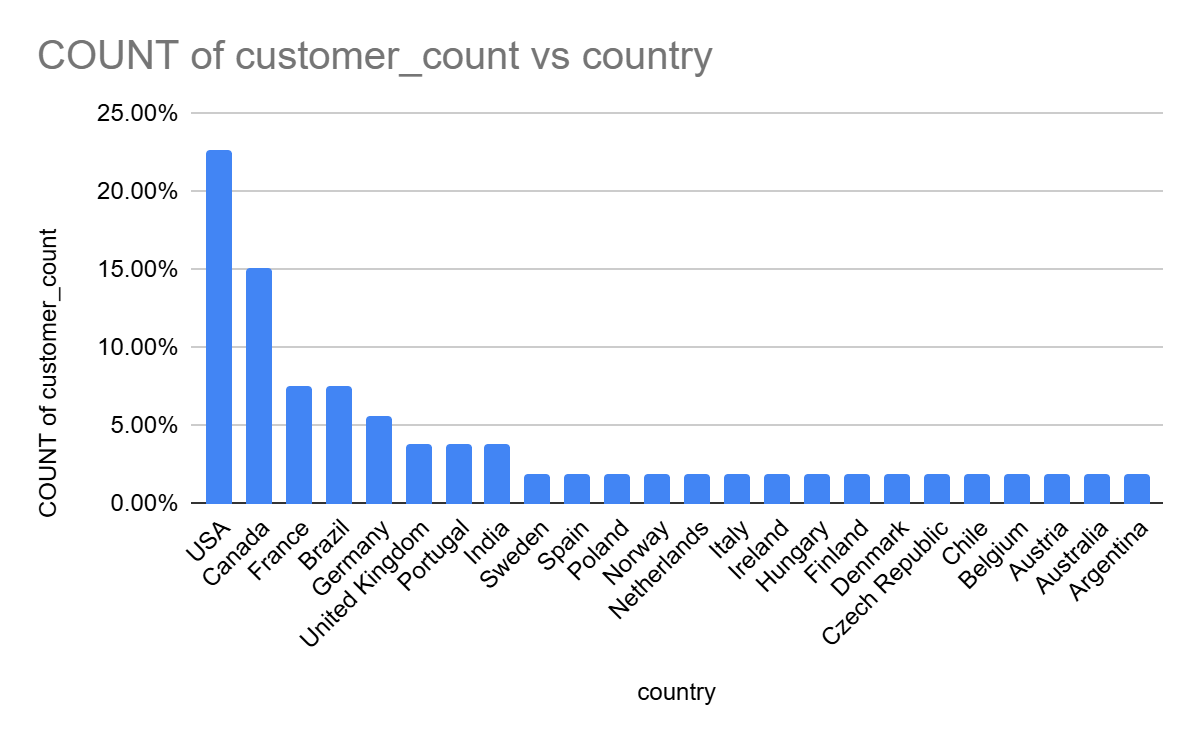 COUNT of customer_count vs country
COUNT of customer_count
25.00%
20.00%
15.00%
10.00%
5.00%
0.00%
USA
Canada
France
Brazil
Germany
United Kingdom
Portugal
India
Sweden
Spain
Poland
Norway
Netherlands
Italy
Ireland
Hungary
Finland
Denmark
Czech Republic
Chile
Belgium
Austria
Australia
Argentina
country